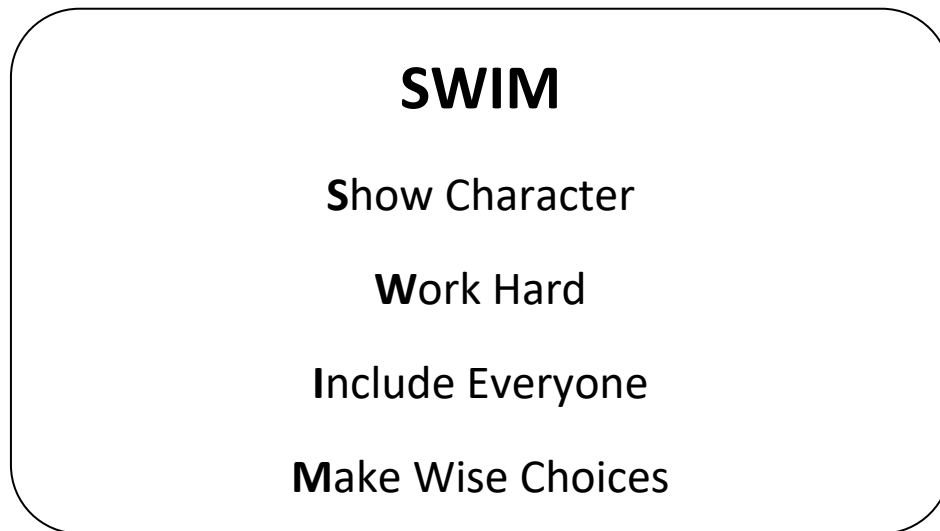 SWIM
Show Character
Work Hard
Include Everyone
Make Wise Choices